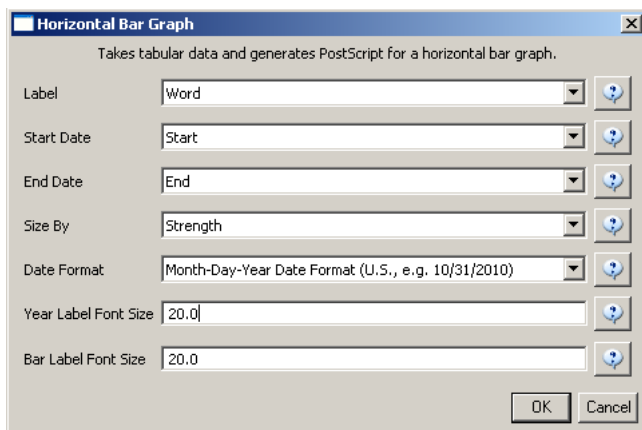 Horizontal Bar Graph
Takes tabular data and generates PostScript for a horizontal bar graph.
Label Word
Start Date Start
End Date End
Size By Strength
Date Format Month-Day-Year Date Format (U.S., e.g. 10/31/2010)
Year Label Font Size 20.0
Bar Label Font Size 20.0
OK Cancel